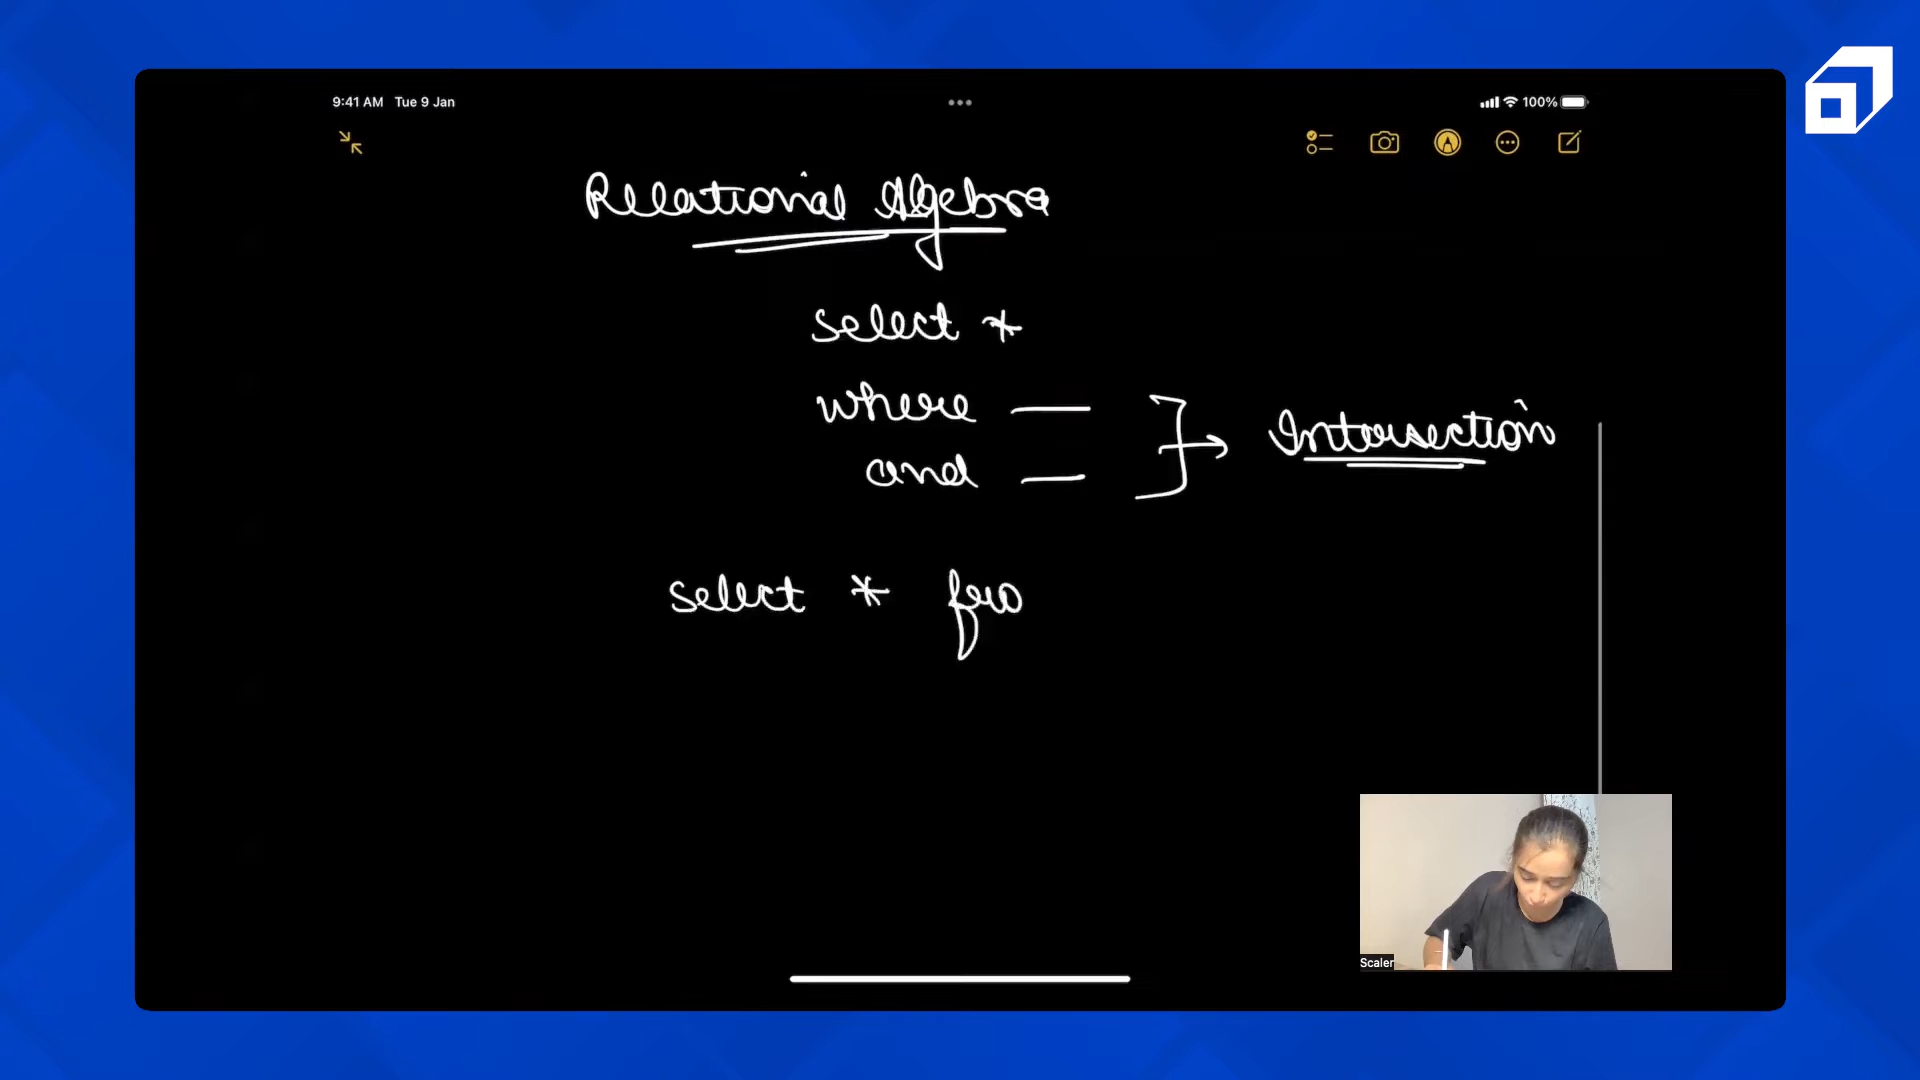 9:41 AM Tue 9 Jan
100%
Relational Algebra
select *
where —
and —
Intersection
select * fro
Scaler